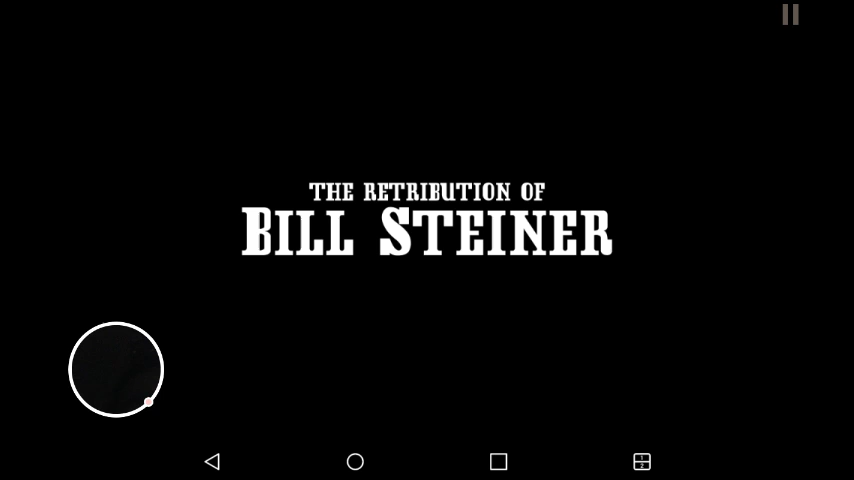 THE RETRIBUTION OF
BILL STEINER